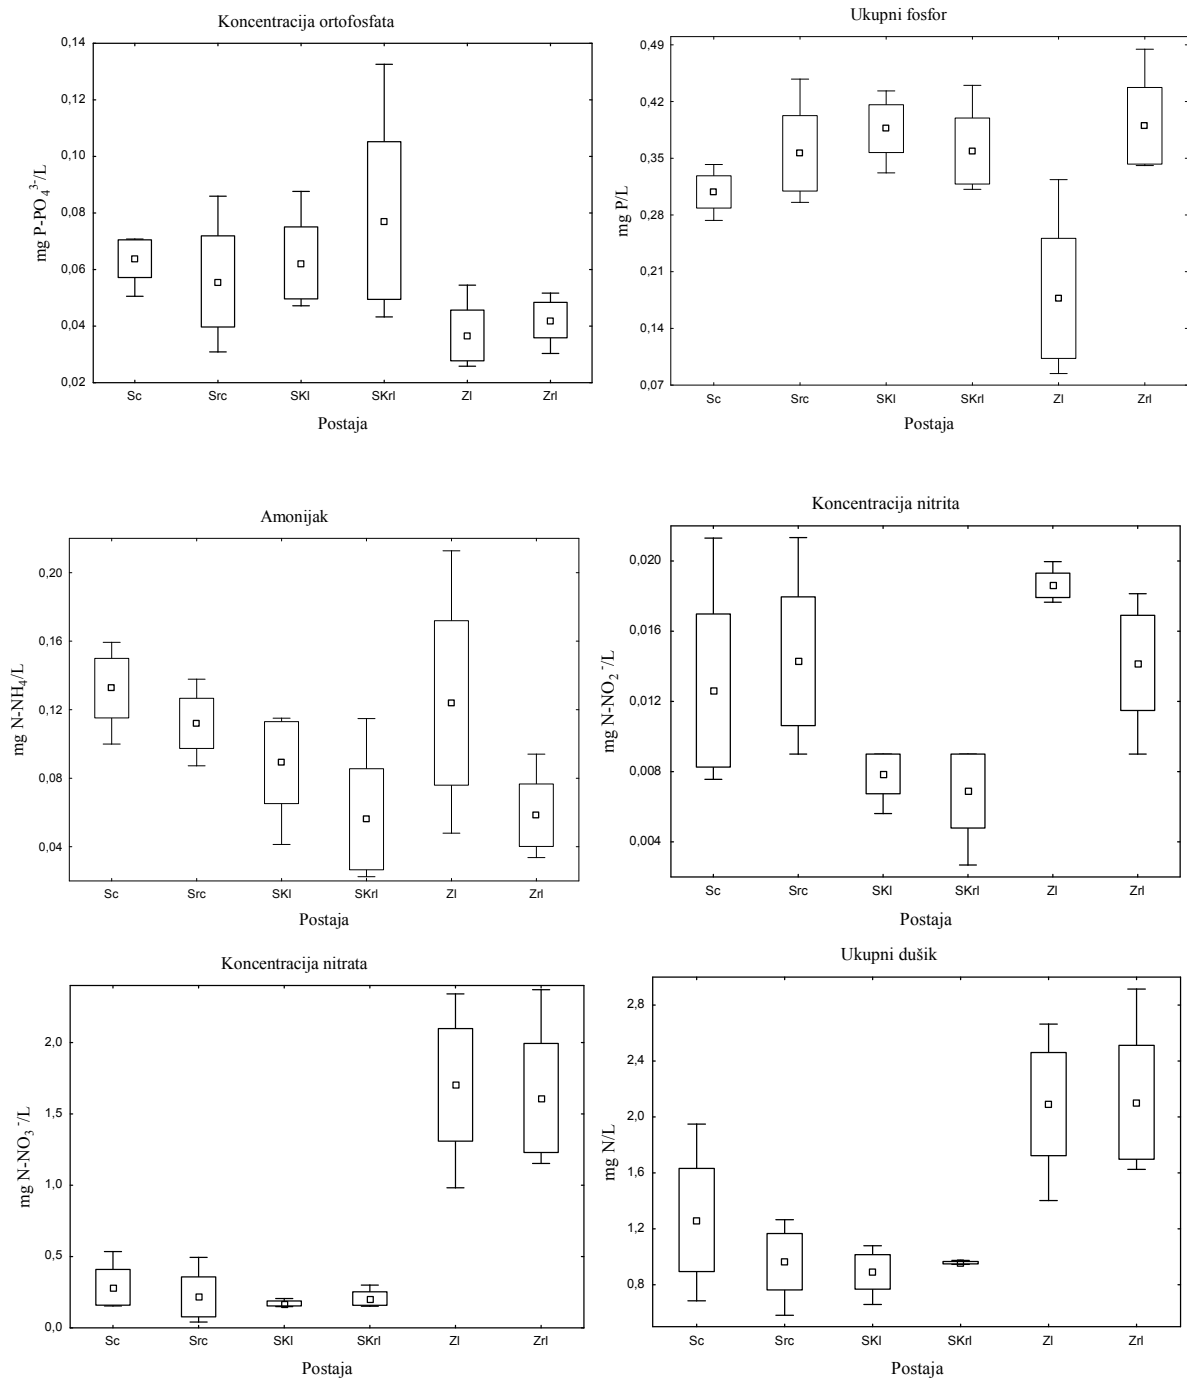 Koncentracija ortofosfata
0,14
0,12
0,10
0,08
0,06
0,04
0,02
mg P-PO₄³⁻/L
Sc Src SKl SKrl Zl Zrl
Postaja
Ukupni fosfor
0,49
0,42
0,35
0,28
0,21
0,14
0,07
mg P/L
Sc Src SKl SKrl Zl Zrl
Postaja
Amonijak
0,20
0,16
0,12
0,08
0,04
mg N-NH₄/L
Sc Src SKl SKrl Zl Zrl
Postaja
Koncentracija nitrita
0,020
0,016
0,012
0,008
0,004
mg N-NO₂⁻/L
Sc Src SKl SKrl Zl Zrl
Postaja
Koncentracija nitrata
2,0
1,5
1,0
0,5
0,0
mg N-NO₃⁻/L
Sc Src SKl SKrl Zl Zrl
Postaja
Ukupni dušik
2,8
2,4
2,0
1,6
1,2
0,8
mg N/L
Sc Src SKl SKrl Zl Zrl
Postaja